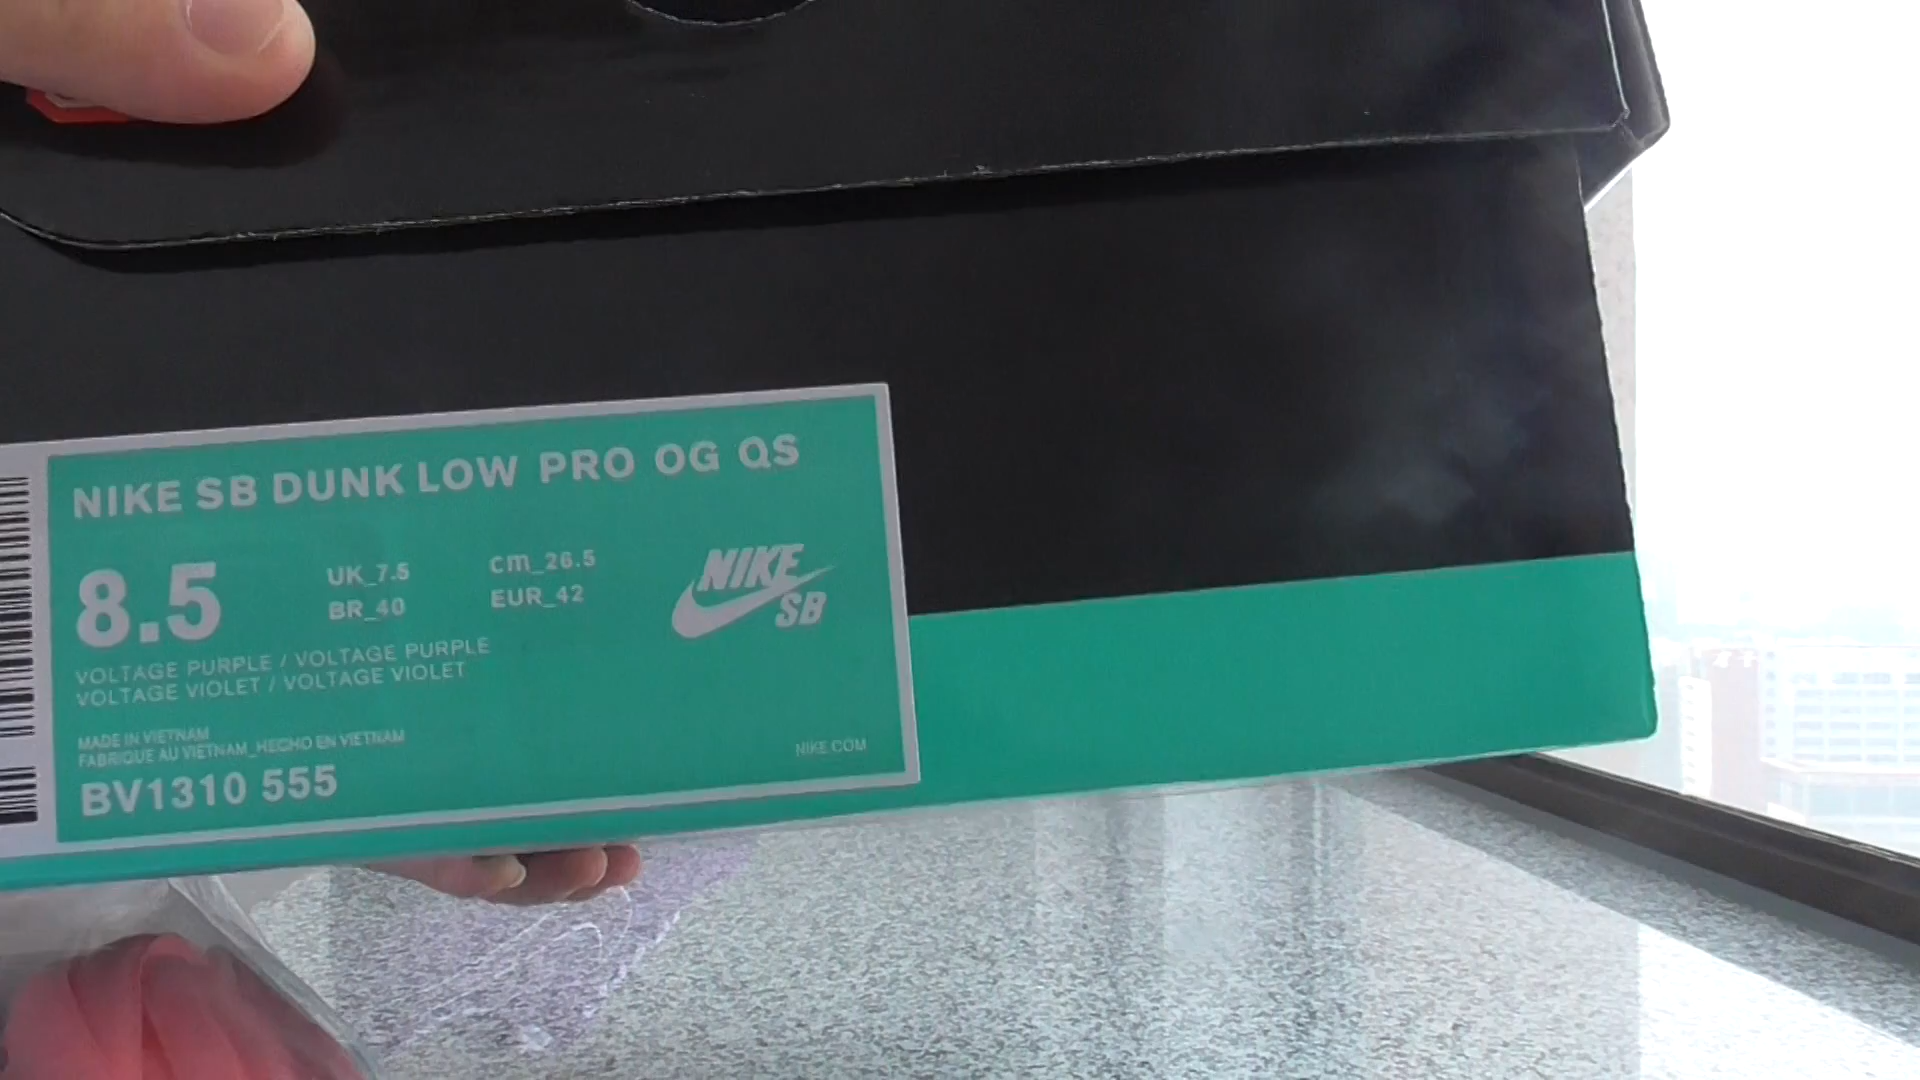 NIKE SB DUNK LOW PRO OG QS
8.5
UK_7.5
cm_26.5
BR_40
EUR_42
NIKE
SB
VOLTAGE PURPLE / VOLTAGE PURPLE
VOLTAGE VIOLET / VOLTAGE VIOLET
MADE IN VIETNAM
FABRIQUE AU VIETNAM_HECHO EN VIETNAM
NIKE.COM
BV1310 555